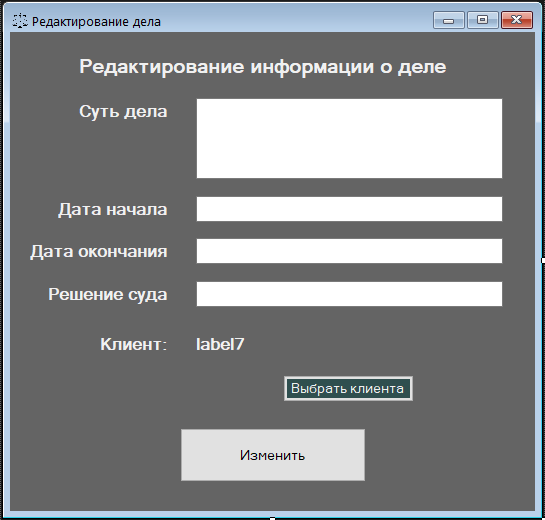 Редактирование дела
Редактирование информации о деле
Суть дела
Дата начала
Дата окончания
Решение суда
Клиент: label7
Выбрать клиента
Изменить